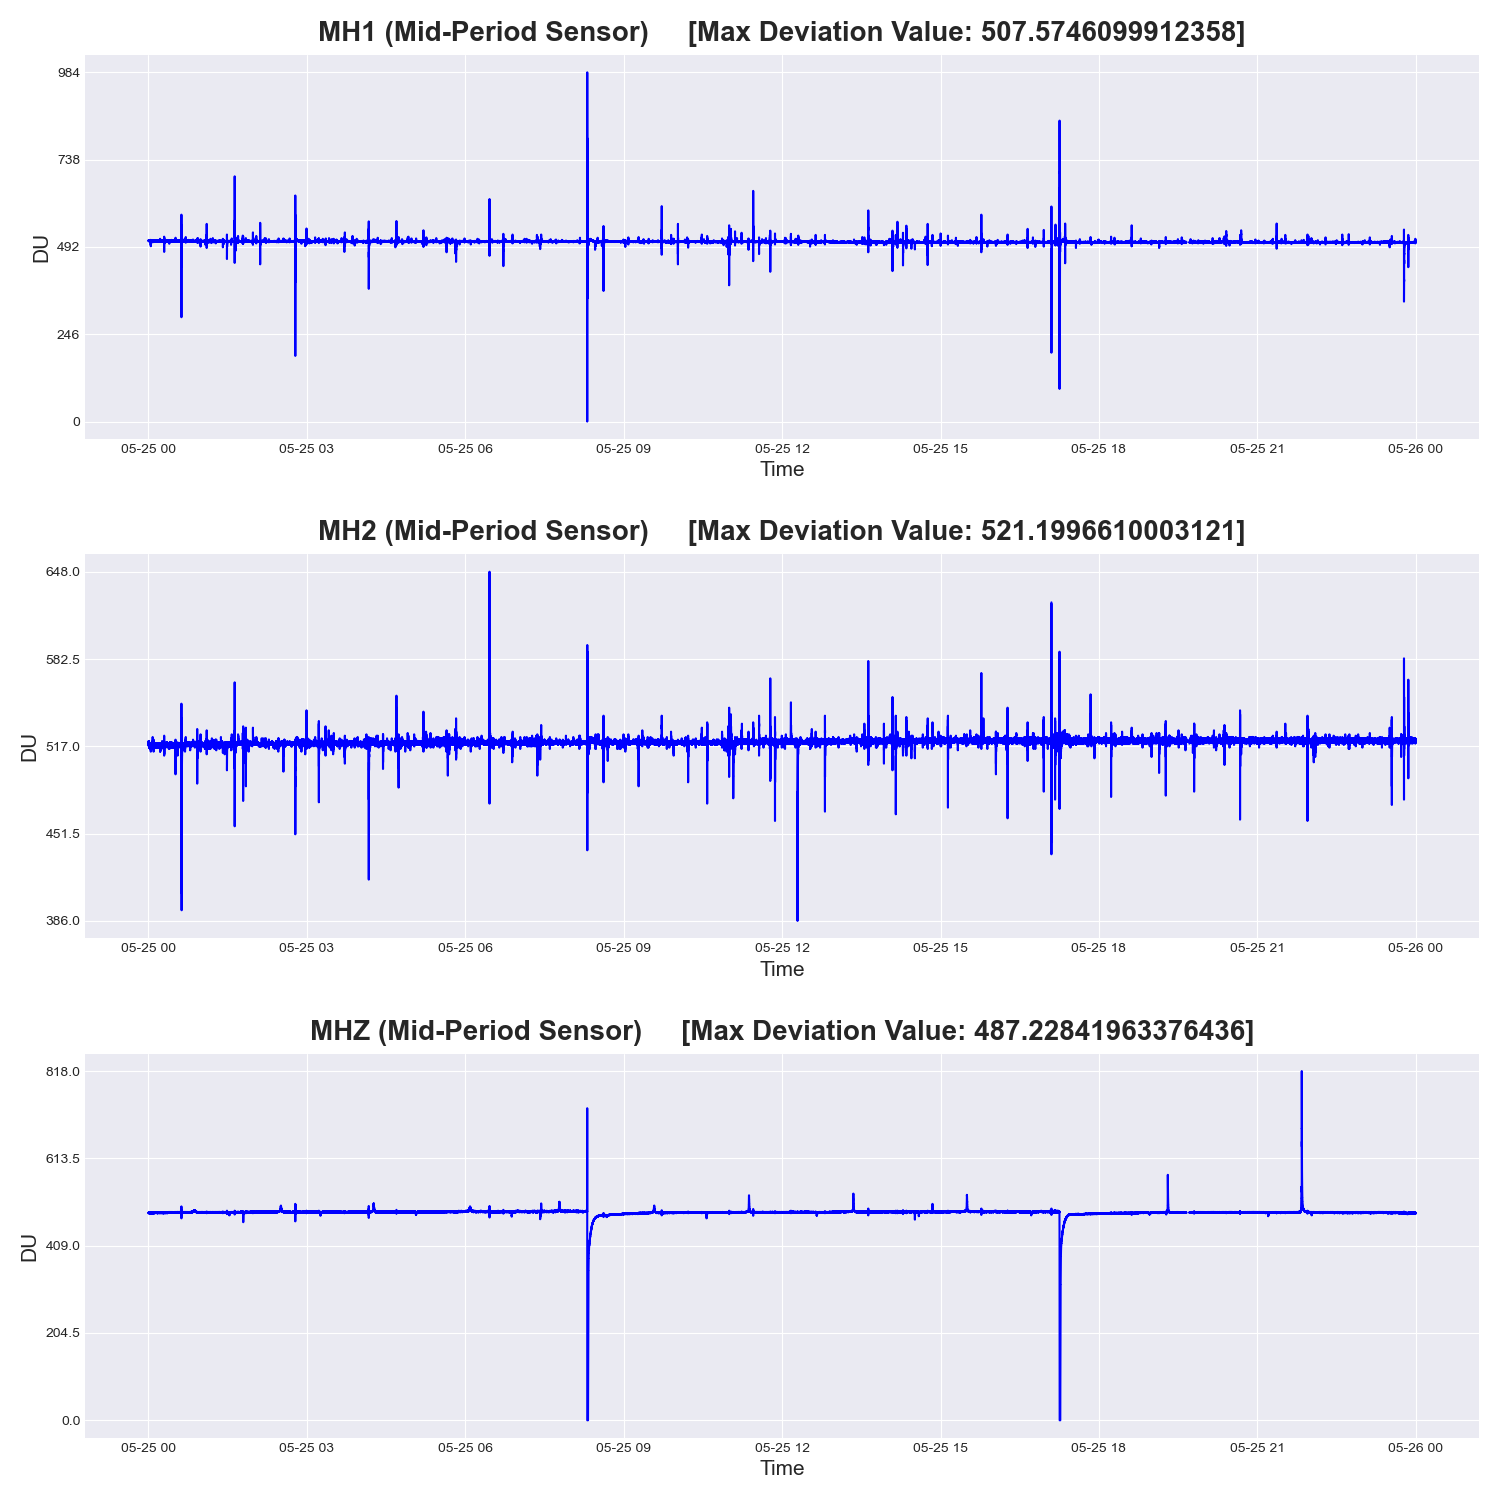 MH1 (Mid-Period Sensor) [Max Deviation Value: 507.5746099912358]
984
738
492
246
0
DU
05-25 00 05-25 03 05-25 06 05-25 09 05-25 12 05-25 15 05-25 18 05-25 21 05-26 00
Time
MH2 (Mid-Period Sensor) [Max Deviation Value: 521.1996610003121]
648.0
582.5
517.0
451.5
386.0
DU
05-25 00 05-25 03 05-25 06 05-25 09 05-25 12 05-25 15 05-25 18 05-25 21 05-26 00
Time
MHZ (Mid-Period Sensor) [Max Deviation Value: 487.22841963376436]
818.0
613.5
409.0
204.5
0.0
DU
05-25 00 05-25 03 05-25 06 05-25 09 05-25 12 05-25 15 05-25 18 05-25 21 05-26 00
Time